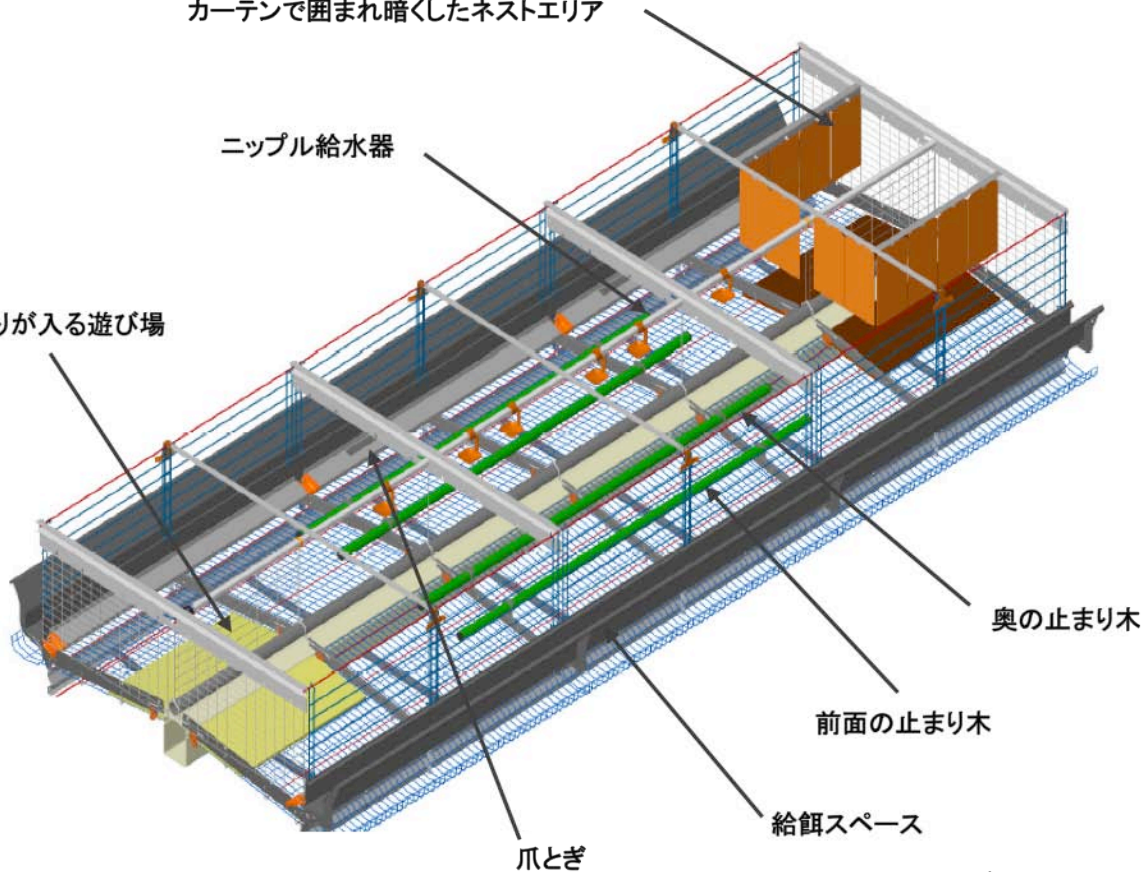 カーテンで囲まれ暗くしたネストエリア
ニップル給水器
りが入る遊び場
奥の止まり木
前面の止まり木
給餌スペース
爪とぎ